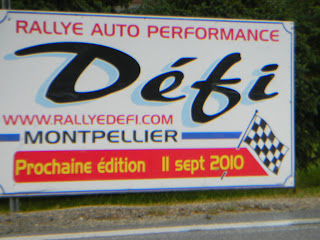 RALLYE AUTO PERFORMANCE
Défi
WWW.RALLYEDEFI.COM
MONTPELLIER
Prochaine édition 11 sept 2010